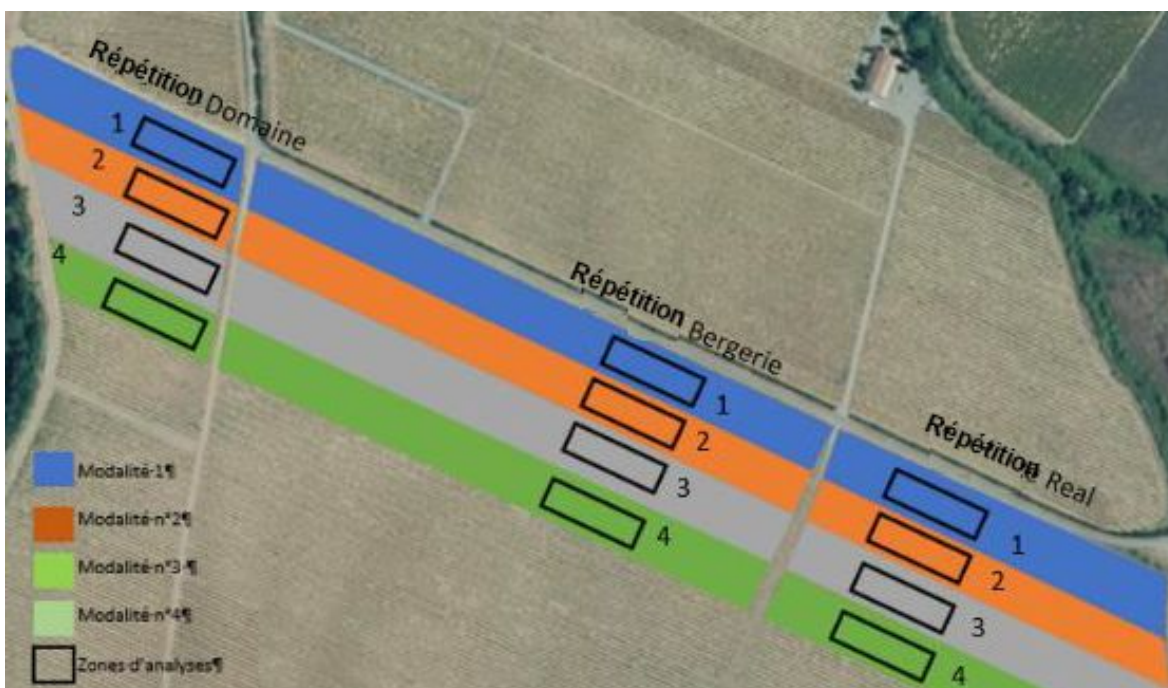 Répétition Domaine
1
2
3
4
Répétition Bergerie
1
2
3
4
Répétition le Real
1
2
3
4
Modalité·1¶
Modalité·n°2¶
Modalité·n°3·¶
Modalité·n°4¶
Zones·d'analyses¶